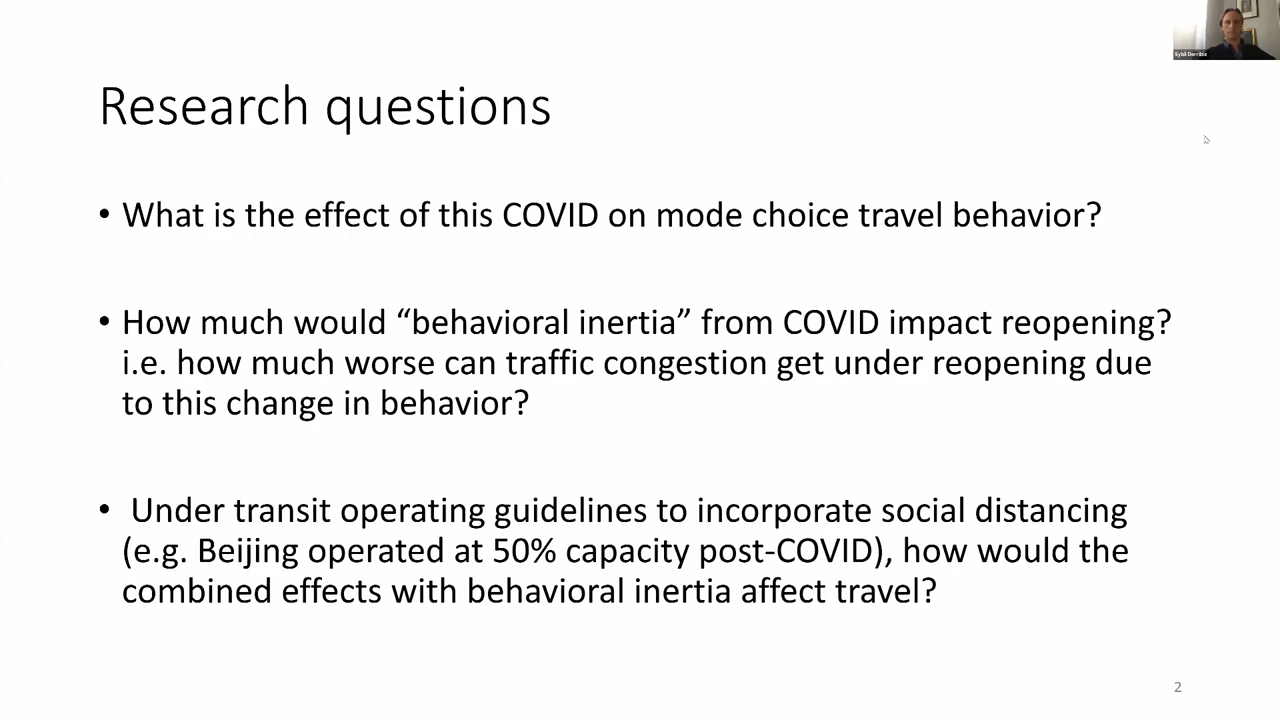 Sybil Derrible
Research questions
• What is the effect of this COVID on mode choice travel behavior?
• How much would “behavioral inertia” from COVID impact reopening?
i.e. how much worse can traffic congestion get under reopening due
to this change in behavior?
• Under transit operating guidelines to incorporate social distancing
(e.g. Beijing operated at 50% capacity post-COVID), how would the
combined effects with behavioral inertia affect travel?
2